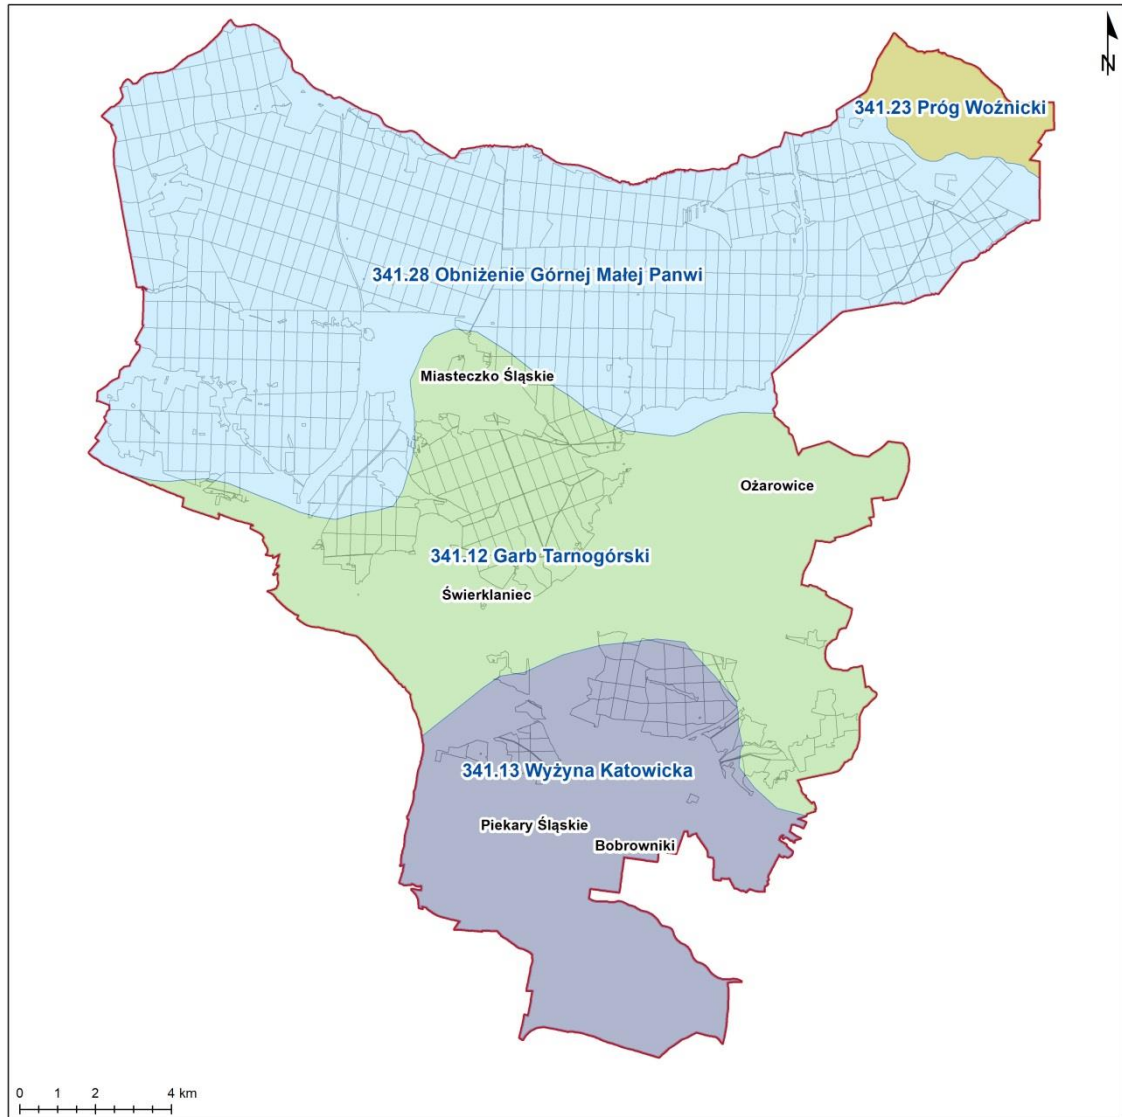 N
341.23 Próg Woźnicki
341.28 Obniżenie Górnej Małej Panwi
Miasteczko Śląskie
Ożarowice
341.12 Garb Tarnogórski
Świerklaniec
341.13 Wyżyna Katowicka
Piekary Śląskie
Bobrowniki
0 1 2 4 km